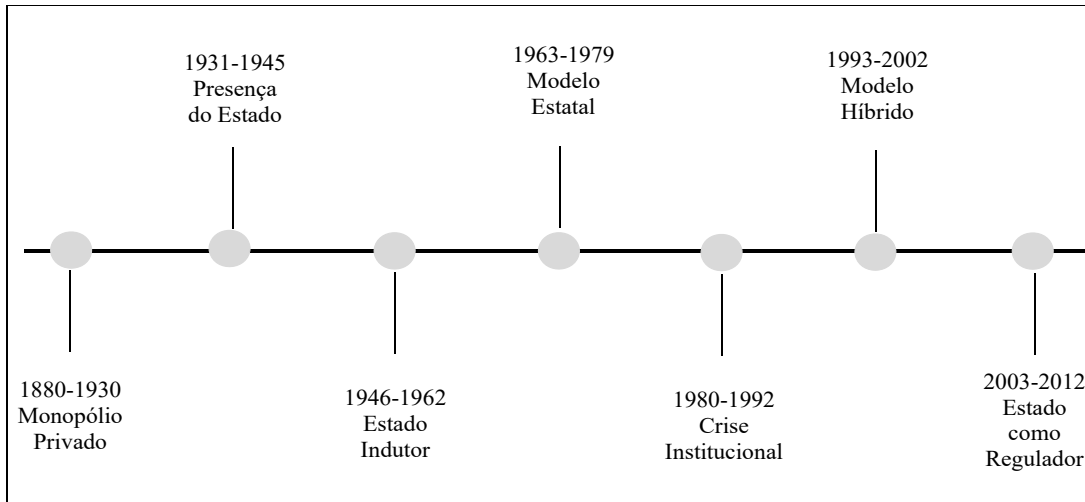 1931-1945
Presença
do Estado
1963-1979
Modelo
Estatal
1993-2002
Modelo
Híbrido
1880-1930
Monopólio
Privado
1946-1962
Estado
Indutor
1980-1992
Crise
Institucional
2003-2012
Estado
como
Regulador